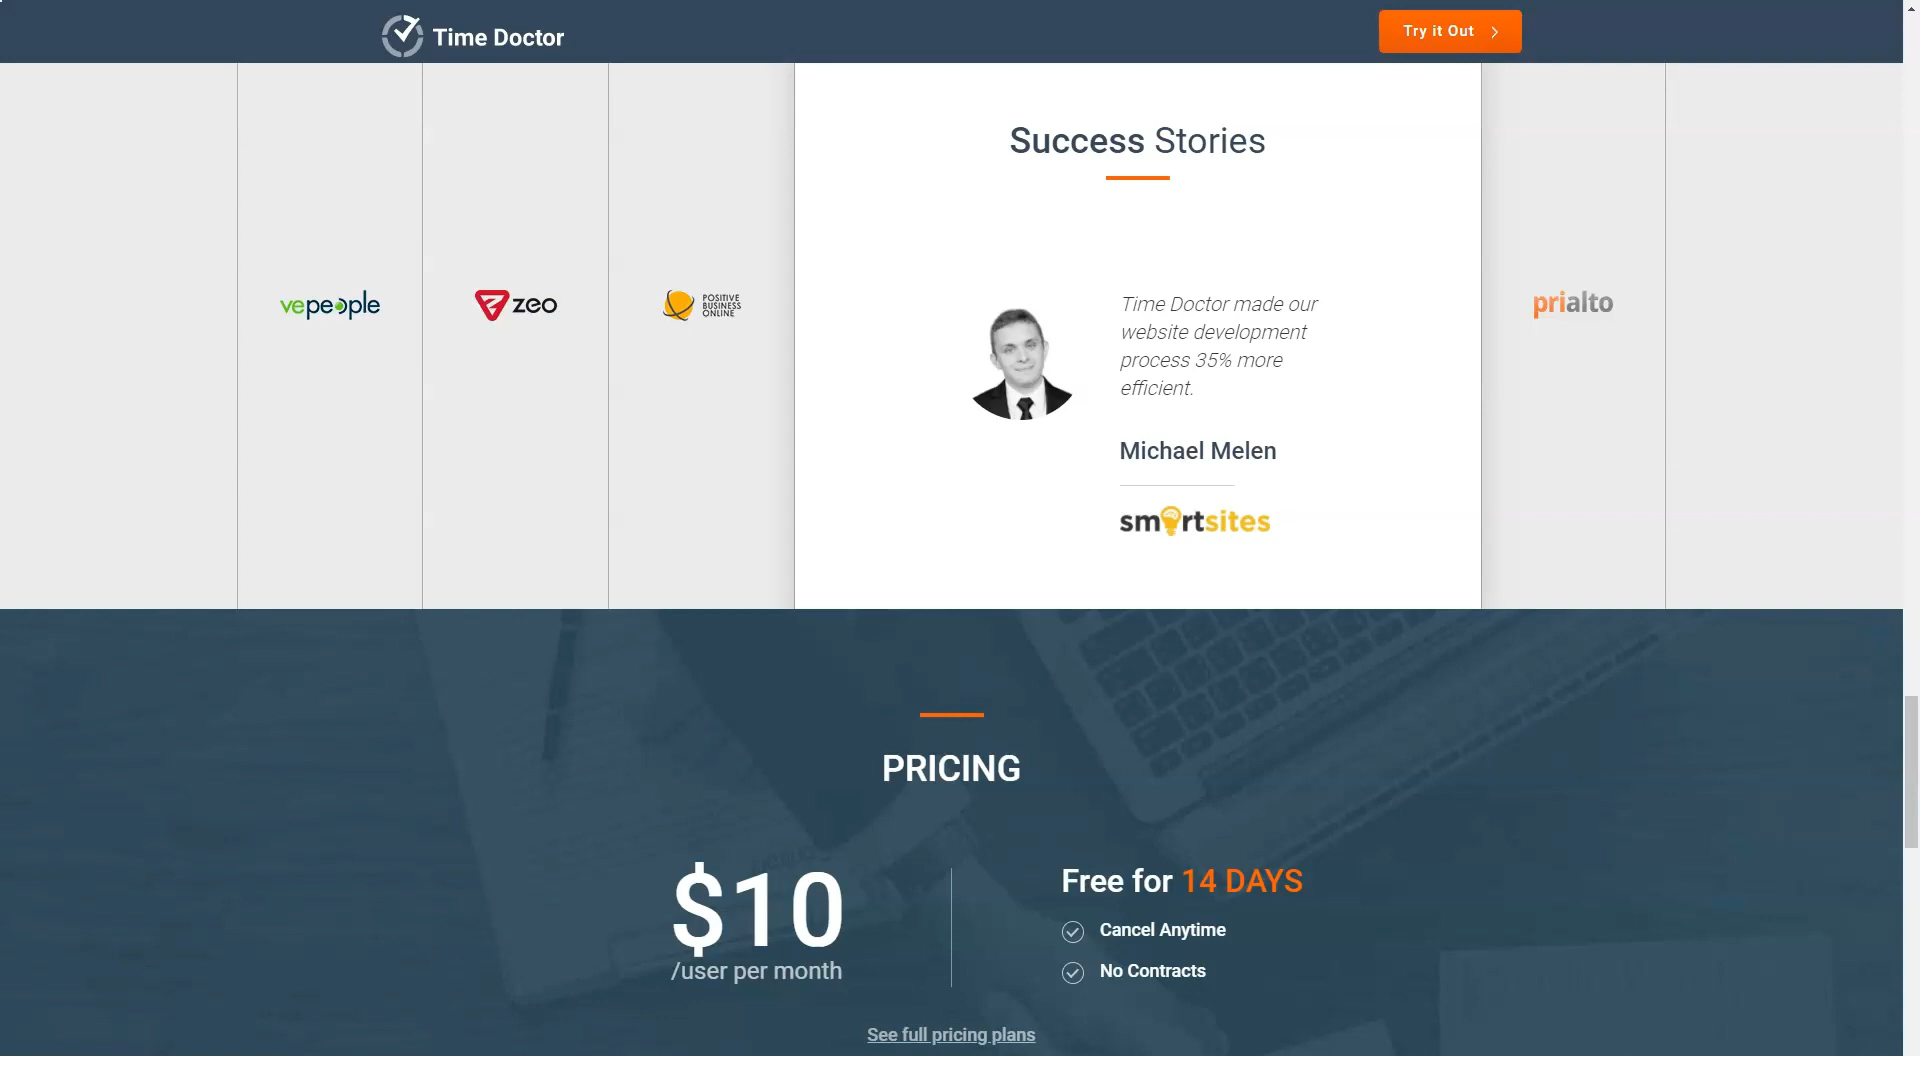 Time Doctor
Try it Out
Success Stories
vepeople
zeo
POSITIVE
BUSINESS
ONLINE
Time Doctor made our
website development
process 35% more
efficient.
Michael Melen
smartsites
prialto
PRICING
$10
/user per month
Free for 14 DAYS
Cancel Anytime
No Contracts
See full pricing plans